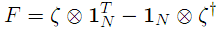 F = ζ ⊗ 1_N^T − 1_N ⊗ ζ^†